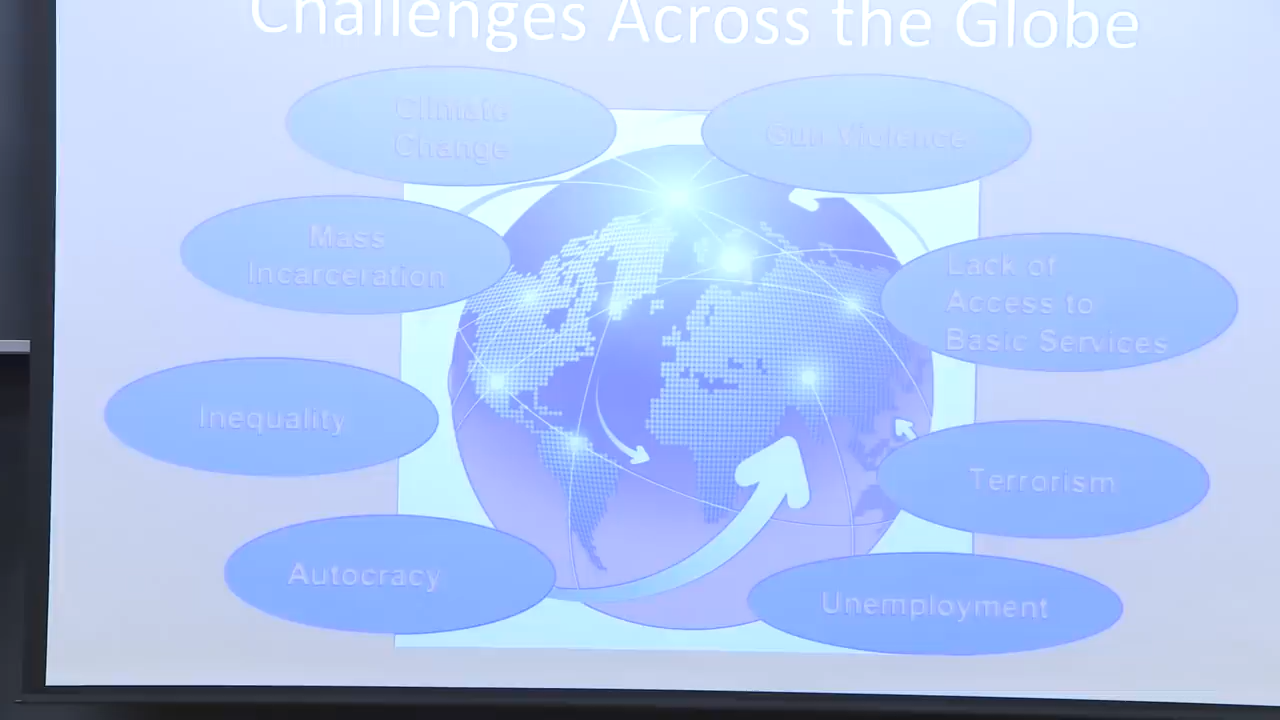 Challenges Across the Globe
Climate
Change
Gun Violence
Mass
Incarceration
Lack of
Access to
Basic Services
Inequality
Terrorism
Autocracy
Unemployment